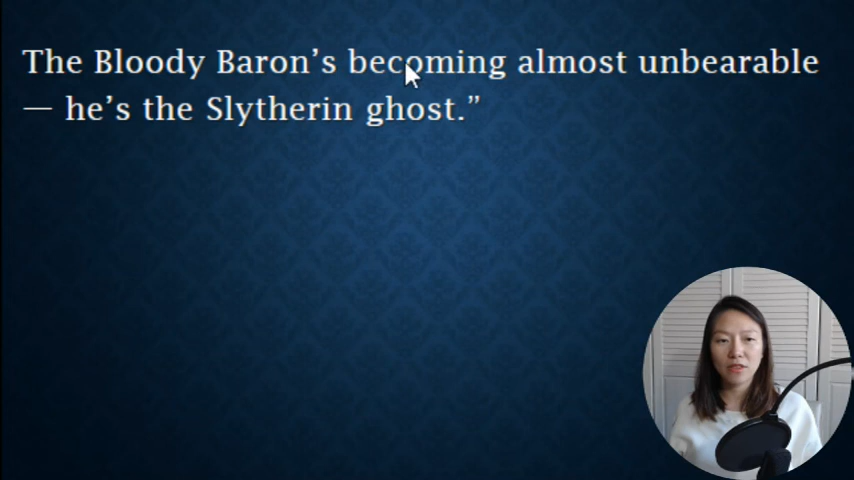 The Bloody Baron’s becoming almost unbearable
— he’s the Slytherin ghost.”